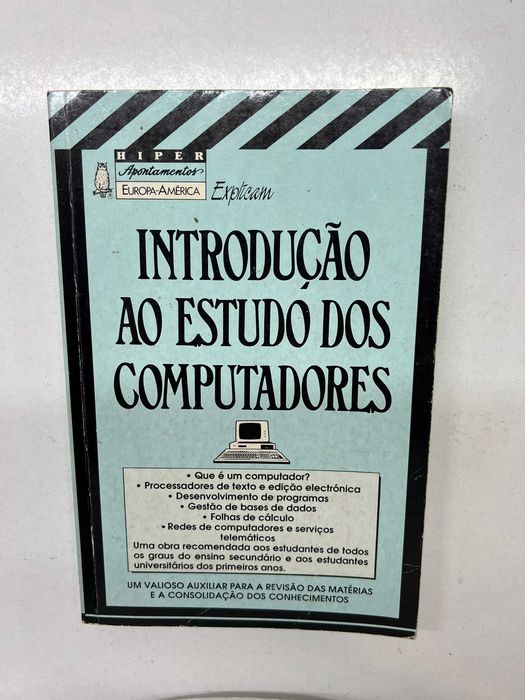 HIPER
Apontamentos
EUROPA-AMÉRICA
Explicam
INTRODUÇÃO
AO ESTUDO DOS
COMPUTADORES
• Que é um computador?
• Processadores de texto e edição electrónica
• Desenvolvimento de programas
• Gestão de bases de dados
• Folhas de cálculo
• Redes de computadores e serviços
telemáticos
Uma obra recomendada aos estudantes de todos
os graus do ensino secundário e aos estudantes
universitários dos primeiros anos.
UM VALIOSO AUXILIAR PARA A REVISÃO DAS MATÉRIAS
E A CONSOLIDAÇÃO DOS CONHECIMENTOS